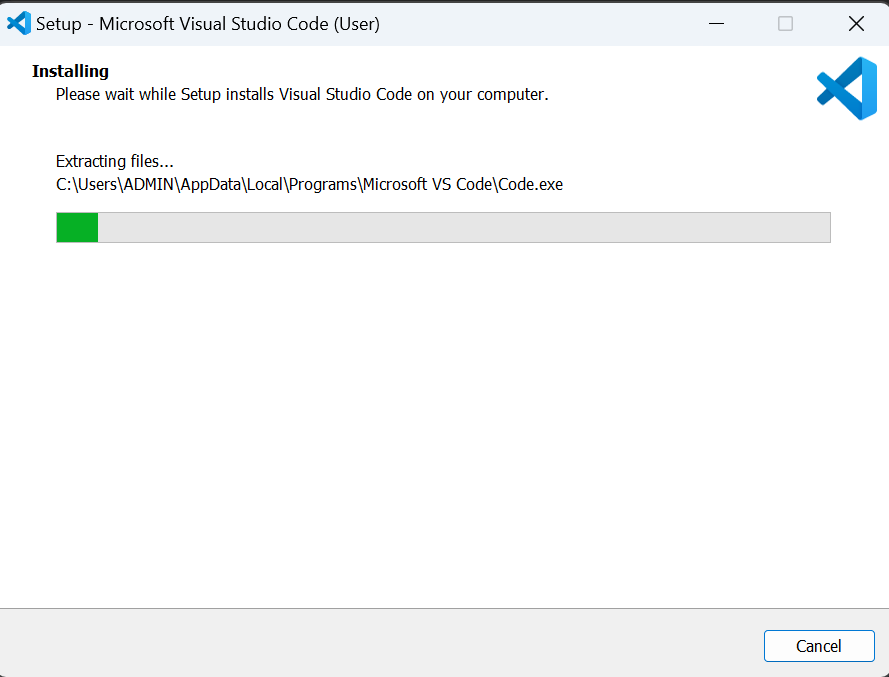 Setup - Microsoft Visual Studio Code (User)
Installing
Please wait while Setup installs Visual Studio Code on your computer.
Extracting files...
C:\Users\ADMIN\AppData\Local\Programs\Microsoft VS Code\Code.exe
Cancel